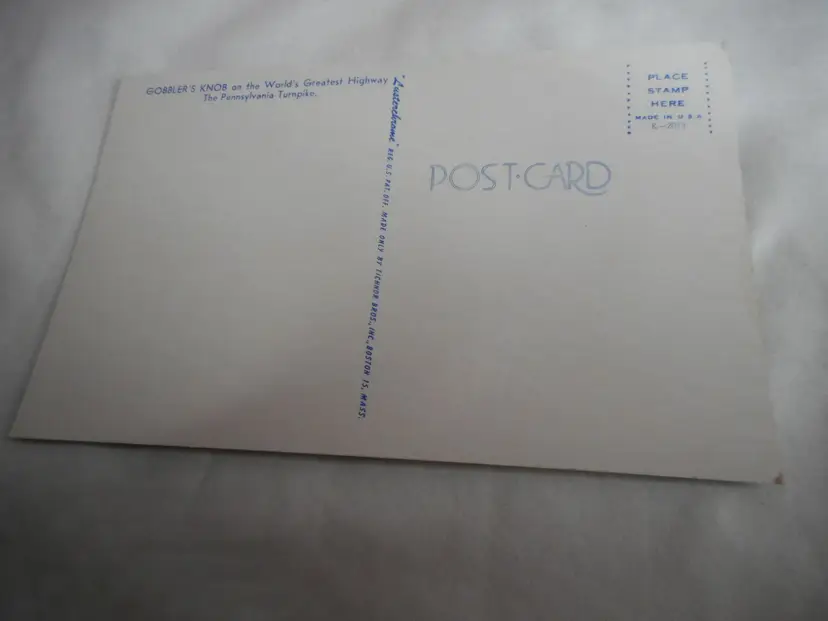 GOBBLER'S KNOB on the World's Greatest Highway
The Pennsylvania Turnpike.
"Lusterchrome" REG. U.S. PAT. OFF. MADE ONLY BY TICHNOR BROS., INC., BOSTON 15, MASS.
POST·CARD
PLACE
STAMP
HERE
MADE IN U S A